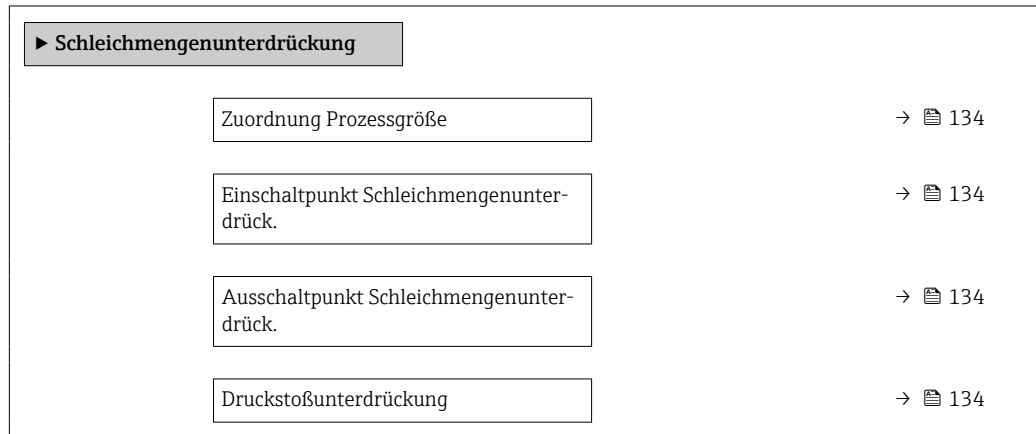 ▶ Schleichmengenunterdrückung
Zuordnung Prozessgröße → 134
Einschaltpunkt Schleichmengenunter-
drück. → 134
Ausschaltpunkt Schleichmengenunter-
drück. → 134
Druckstoßunterdrückung → 134